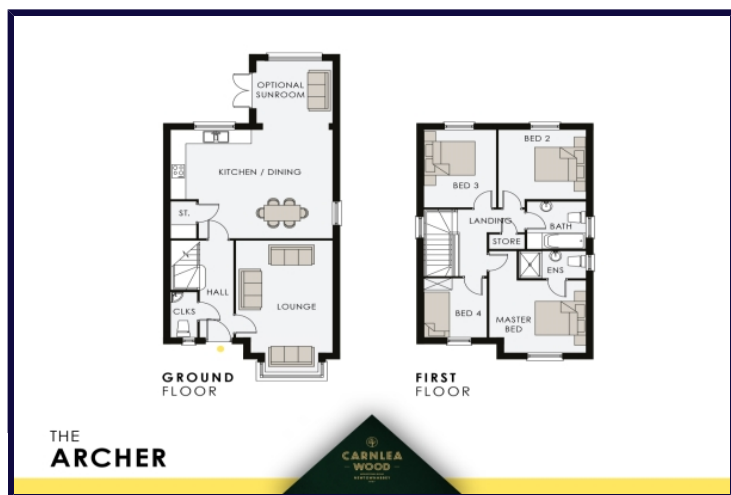 OPTIONAL
SUNROOM
KITCHEN / DINING
ST.
HALL
LOUNGE
CLKS
GROUND
FLOOR
BED 2
BED 3
LANDING
BATH
STORE
ENS
BED 4
MASTER
BED
FIRST
FLOOR
THE
ARCHER
CARNLEA
WOOD